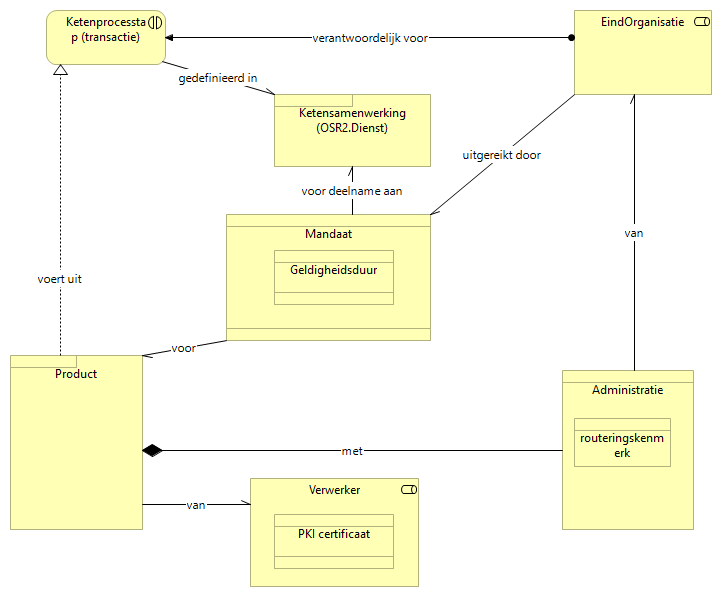 Ketenprocessta
p (transactie)
verantwoordelijk voor
EindOrganisatie
gedefinieerd in
Ketensamenwerking
(OSR2.Dienst)
uitgereikt door
voor deelname aan
Mandaat
van
Geldigheidsduur
voert uit
voor
Product
Administratie
routeringskenm
erk
met
Verwerker
van
PKI certificaat